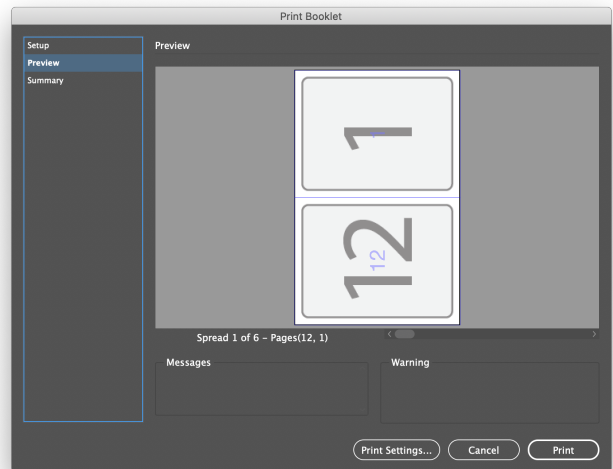 Print Booklet
Setup
Preview
Summary
Preview
1
1
12
12
Spread 1 of 6 – Pages(12, 1)
Messages
Warning
Print Settings...
Cancel
Print